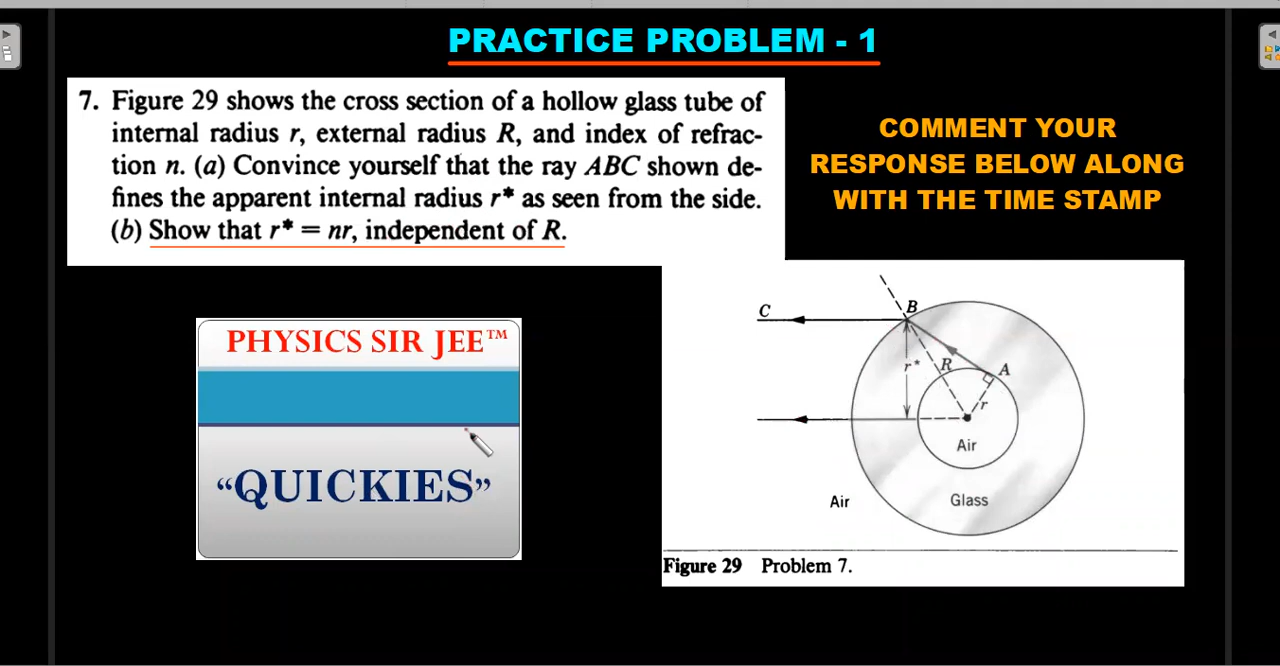 PRACTICE PROBLEM - 1
7. Figure 29 shows the cross section of a hollow glass tube of
internal radius r, external radius R, and index of refrac-
tion n. (a) Convince yourself that the ray ABC shown de-
fines the apparent internal radius r* as seen from the side.
(b) Show that r* = nr, independent of R.
COMMENT YOUR
RESPONSE BELOW ALONG
WITH THE TIME STAMP
PHYSICS SIR JEE™
“QUICKIES”
C
B
r*
R
A
r
Air
Air
Glass
Figure 29 Problem 7.